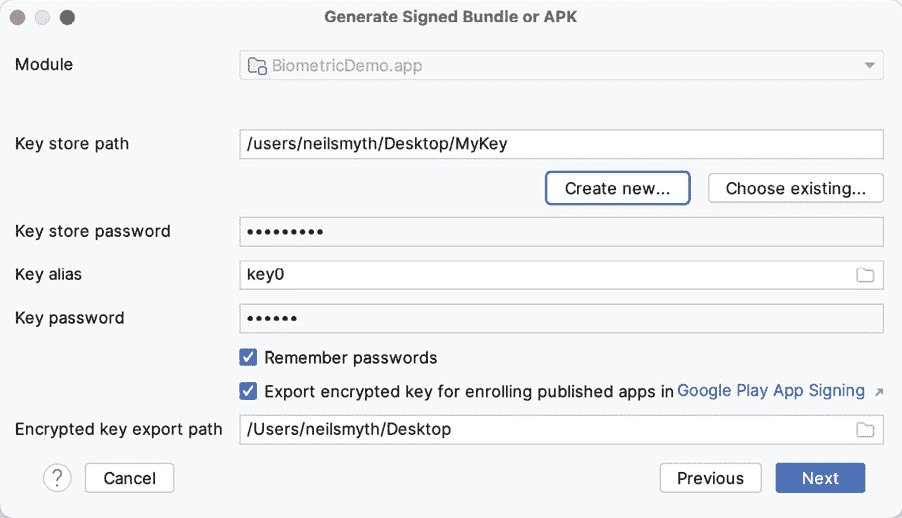 Generate Signed Bundle or APK
Module BiometricDemo.app
Key store path /users/neilsmyth/Desktop/MyKey
Create new... Choose existing...
Key store password •••••••••
Key alias key0
Key password ••••••
Remember passwords
Export encrypted key for enrolling published apps in Google Play App Signing ↗
Encrypted key export path /Users/neilsmyth/Desktop
? Cancel Previous Next